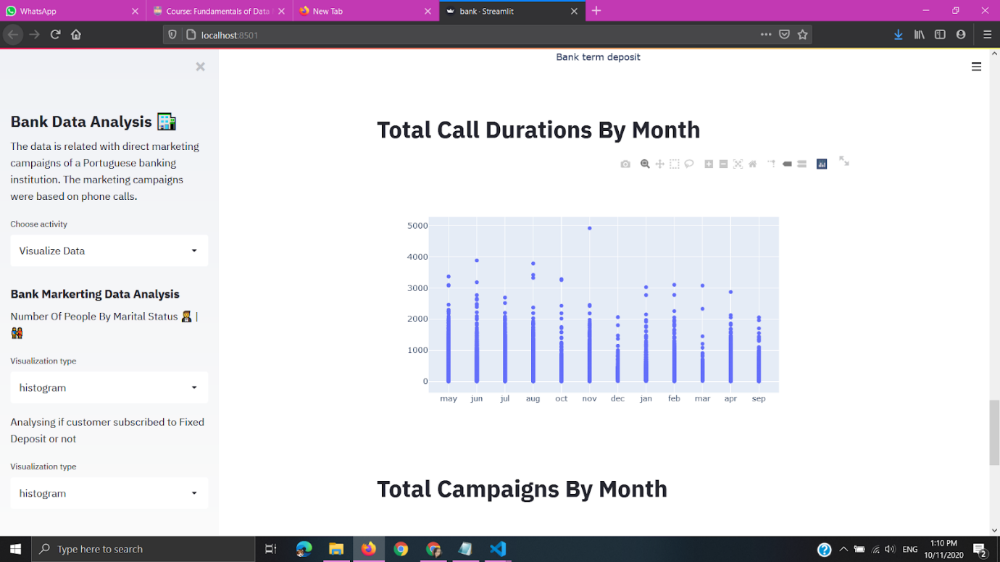 WhatsApp
Course: Fundamentals of Data
New Tab
bank · Streamlit
localhost:8501
Bank Data Analysis
The data is related with direct marketing
campaigns of a Portuguese banking
institution. The marketing campaigns
were based on phone calls.
Choose activity
Visualize Data
Bank Markerting Data Analysis
Number Of People By Marital Status |
Visualization type
histogram
Analysing if customer subscribed to Fixed
Deposit or not
Visualization type
histogram
Bank term deposit
Total Call Durations By Month
5000
4000
3000
2000
1000
0
may jun jul aug oct nov dec jan feb mar apr sep
Total Campaigns By Month
Type here to search
ENG
1:10 PM
10/11/2020
2